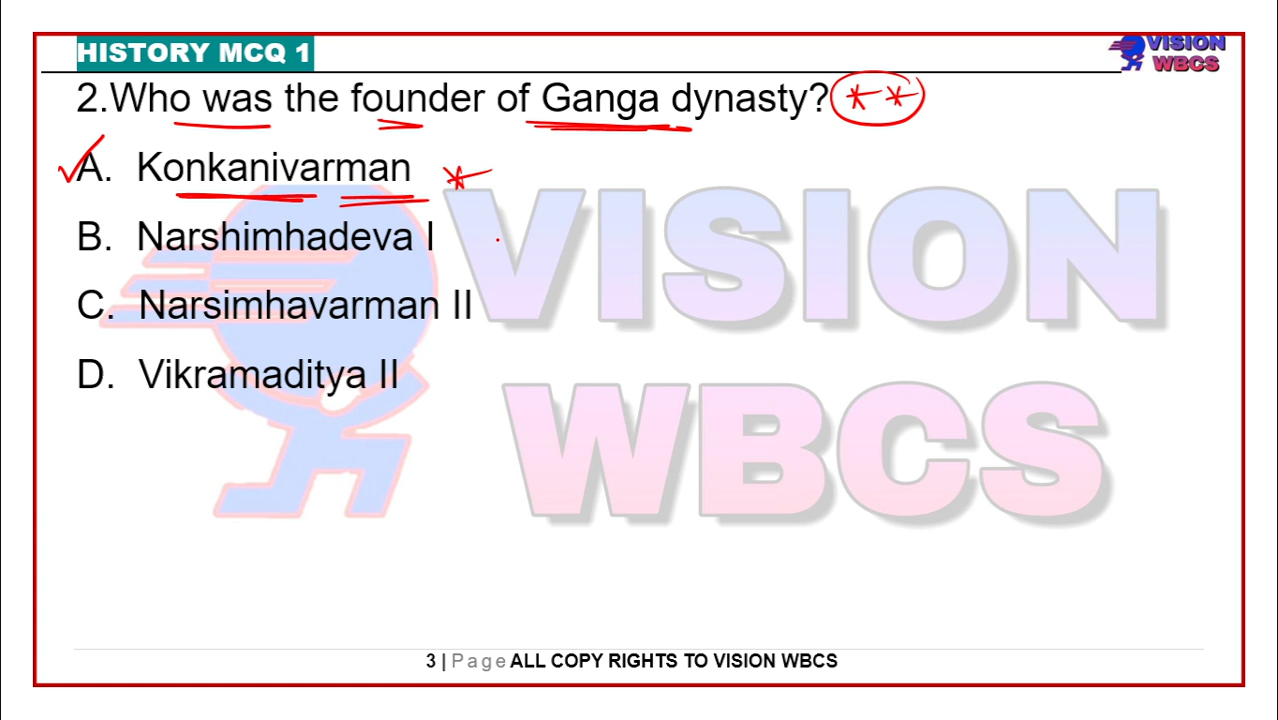 HISTORY MCQ 1
VISION
WBCS
2.Who was the founder of Ganga dynasty?
A. Konkanivarman
B. Narshimhadeva I
C. Narsimhavarman II
D. Vikramaditya II
VISION
WBCS
3 | Page ALL COPY RIGHTS TO VISION WBCS